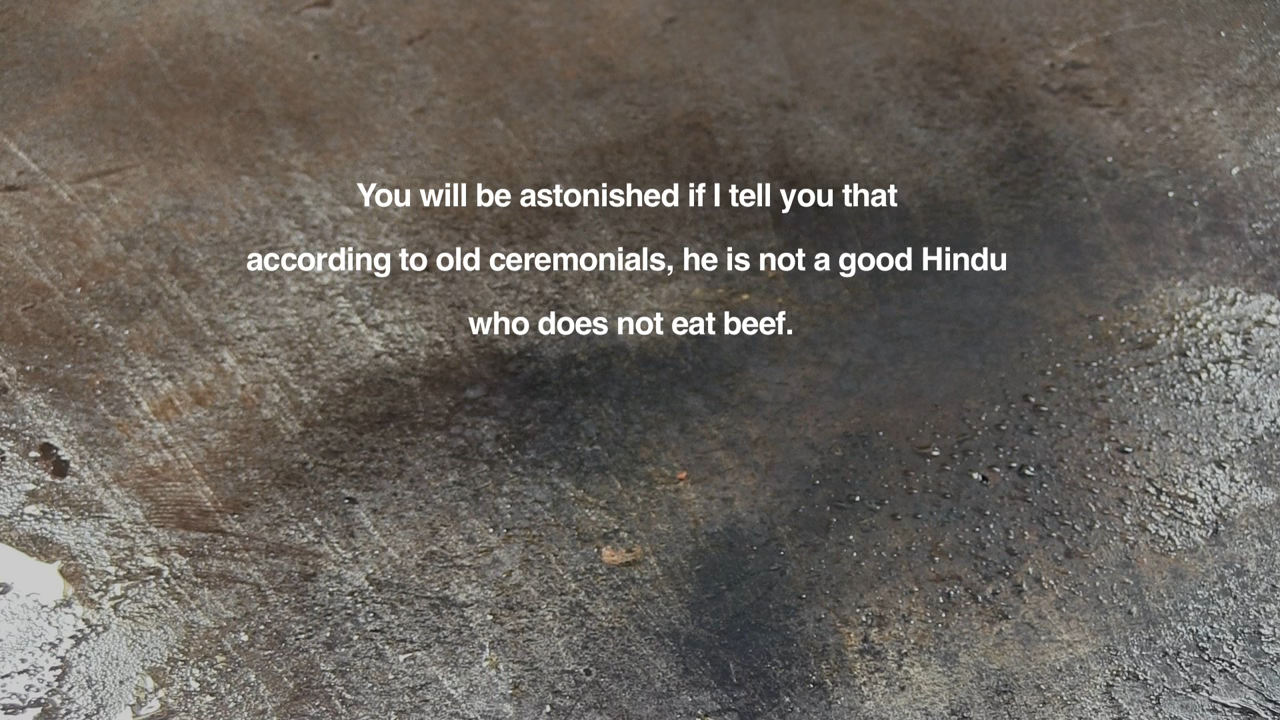 You will be astonished if I tell you that
according to old ceremonials, he is not a good Hindu
who does not eat beef.